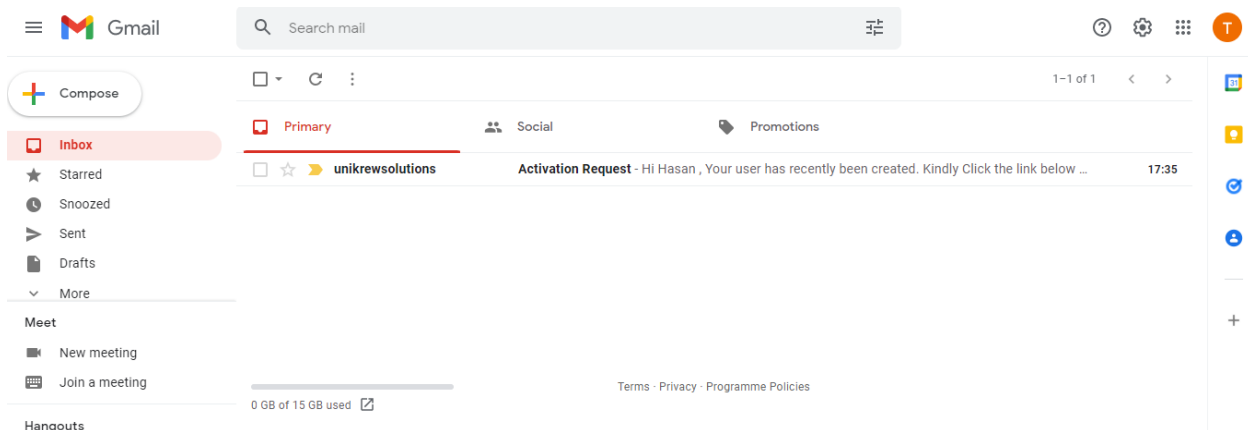 Gmail
Search mail
T
Compose
1–1 of 1
31
Primary
Social
Promotions
Inbox
unikrewsolutions Activation Request - Hi Hasan , Your user has recently been created. Kindly Click the link below ... 17:35
Starred
Snoozed
Sent
Drafts
More
Meet
New meeting
Join a meeting
0 GB of 15 GB used
Terms · Privacy · Programme Policies
Hangouts